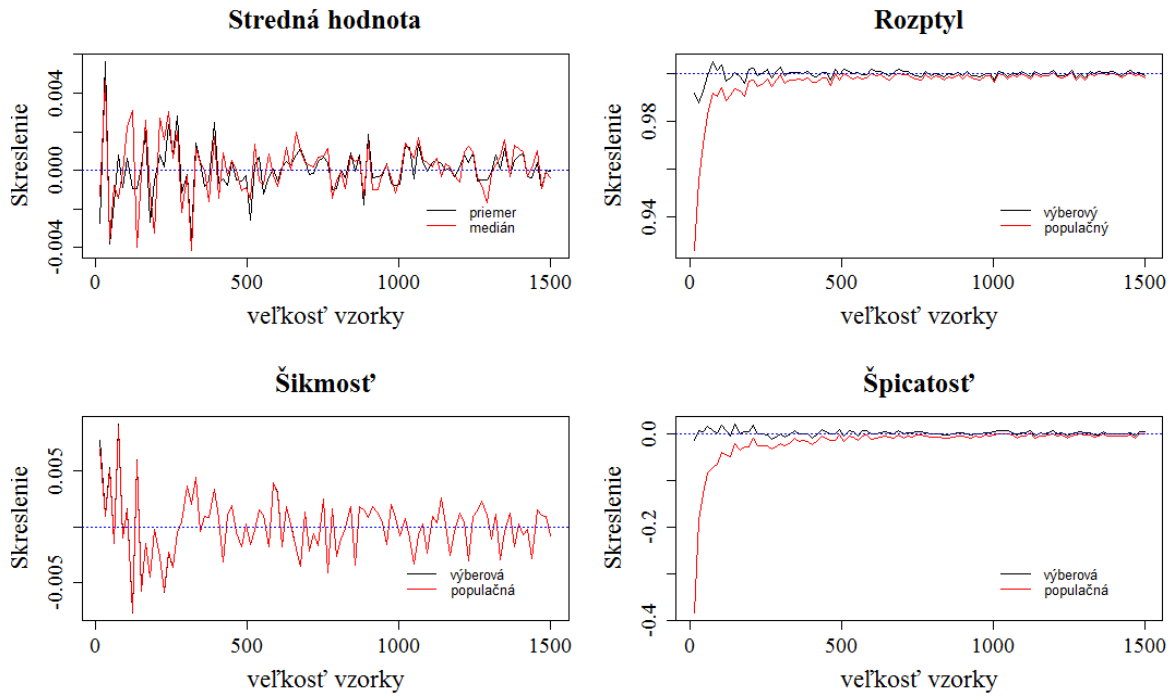 Stredná hodnota
Skreslenie
0.004
0.000
-0.004
priemer
medián
0
500
1000
1500
veľkosť vzorky
Rozptyl
Skreslenie
0.98
0.94
výberový
populačný
0
500
1000
1500
veľkosť vzorky
Šikmosť
Skreslenie
0.005
-0.005
výberová
populačná
0
500
1000
1500
veľkosť vzorky
Špicatosť
Skreslenie
0.0
-0.2
-0.4
výberová
populačná
0
500
1000
1500
veľkosť vzorky